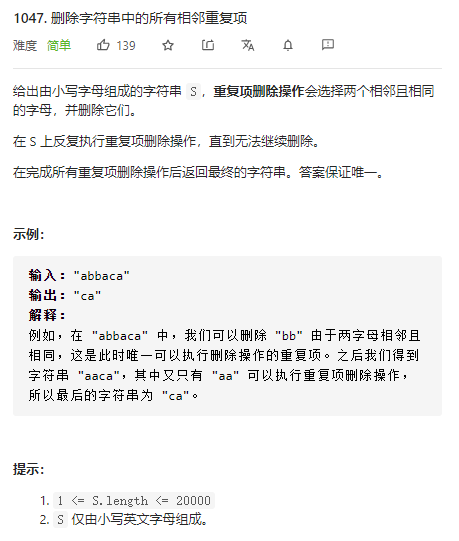 1047. 删除字符串中的所有相邻重复项
难度 简单 139
给出由小写字母组成的字符串 S，重复项删除操作会选择两个相邻且相同
的字母，并删除它们。
在 S 上反复执行重复项删除操作，直到无法继续删除。
在完成所有重复项删除操作后返回最终的字符串。答案保证唯一。
示例：
输入："abbaca"
输出："ca"
解释：
例如，在 "abbaca" 中，我们可以删除 "bb" 由于两字母相邻且
相同，这是此时唯一可以执行删除操作的重复项。之后我们得到
字符串 "aaca"，其中又只有 "aa" 可以执行重复项删除操作，
所以最后的字符串为 "ca"。
提示：
1. 1 <= S.length <= 20000
2. S 仅由小写英文字母组成。